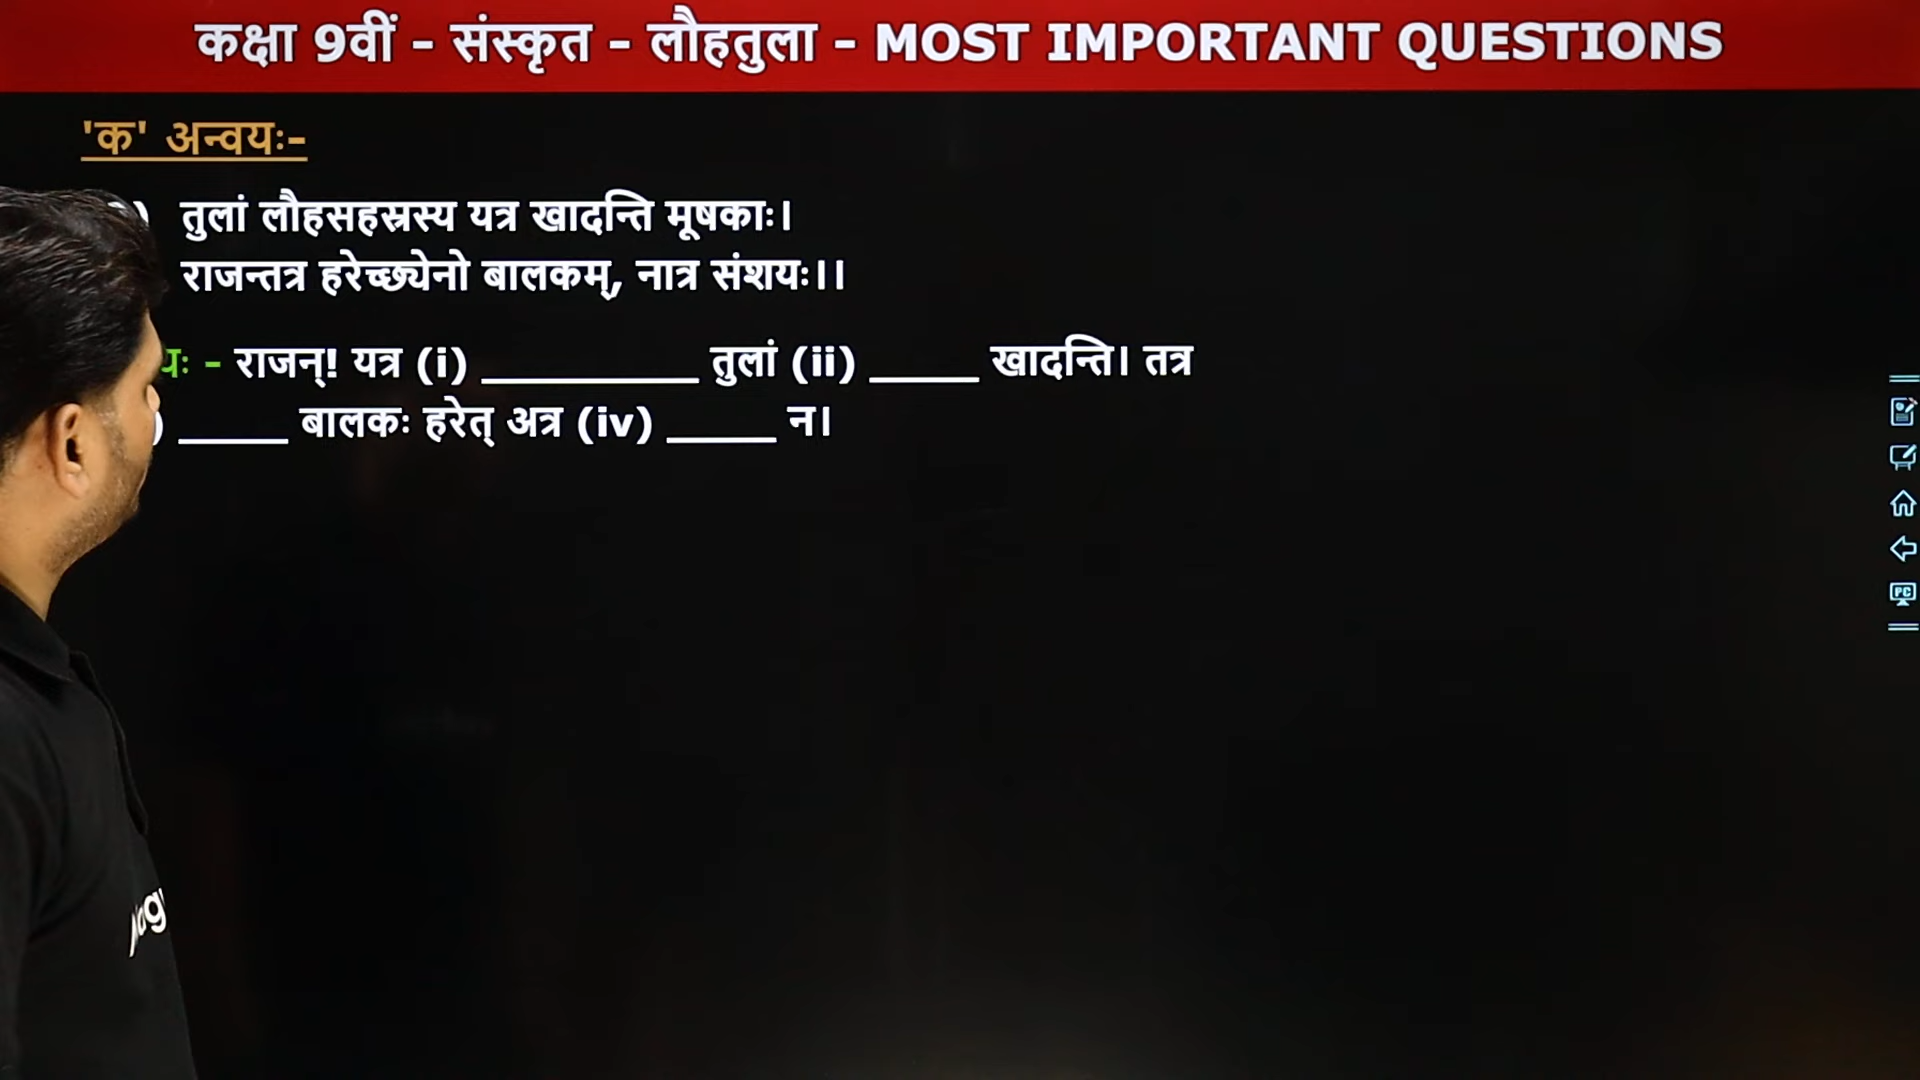 कक्षा 9वीं – संस्कृत – लौहतुला – MOST IMPORTANT QUESTIONS
'क' अन्वयः-
तुलां लौहसहस्रस्य यत्र खादन्ति मूषकाः।
राजन्तत्र हरेच्छ्येनो बालकम्, नात्र संशयः।।
यः - राजन्! यत्र (i) __________ तुलां (ii) _____ खादन्ति। तत्र
) _____ बालकः हरेत् अत्र (iv) _____ न।
PC